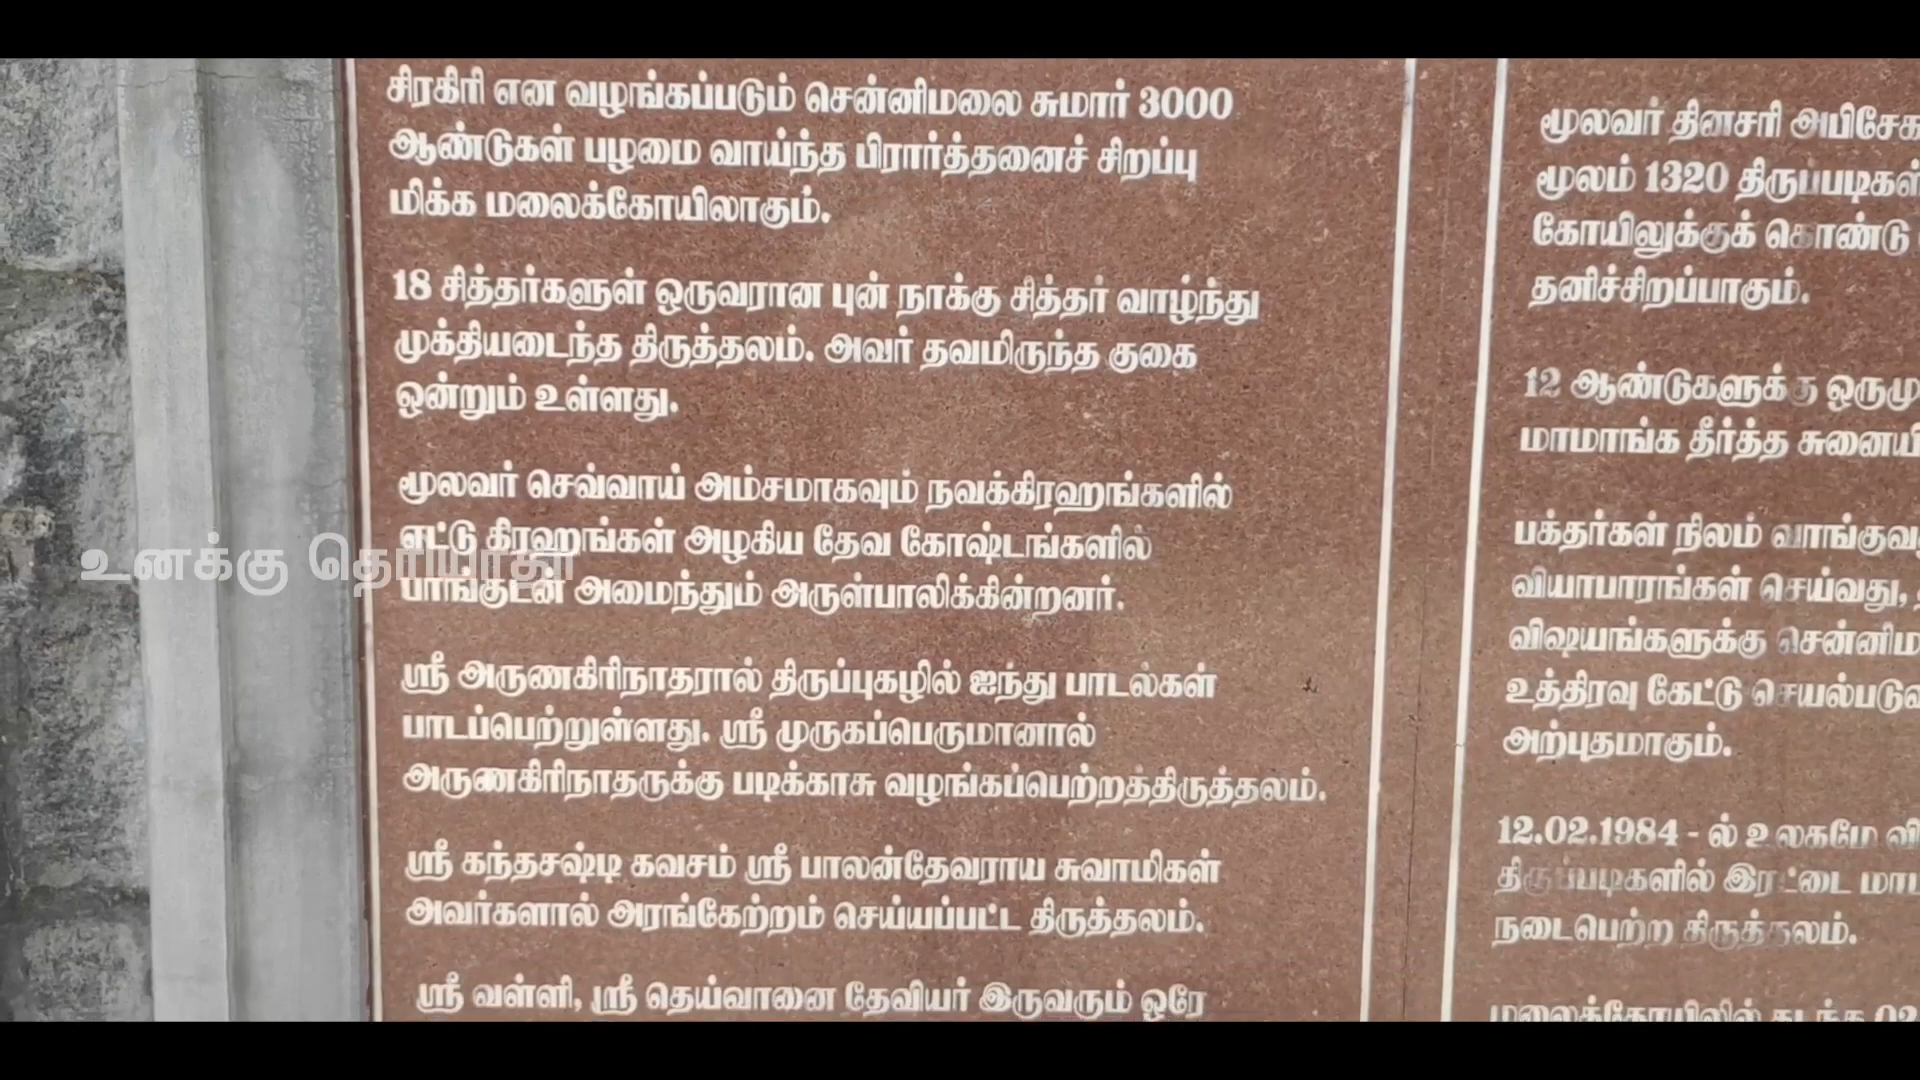 சிரகிரி என வழங்கப்படும் சென்னிமலை சுமார் 3000
ஆண்டுகள் பழமை வாய்ந்த பிரார்த்தனைச் சிறப்பு
மிக்க மலைக்கோயிலாகும்.
18 சித்தர்களுள் ஒருவரான புன் நாக்கு சித்தர் வாழ்ந்து
முக்தியடைந்த திருத்தலம். அவர் தவமிருந்த குகை
ஒன்றும் உள்ளது.
மூலவர் செவ்வாய் அம்சமாகவும் நவக்கிரஹங்களில்
எட்டு கிரஹங்கள் அழகிய தேவ கோஷ்டங்களில்
பாங்குடன் அமைந்தும் அருள்பாலிக்கின்றனர்.
ஸ்ரீ அருணகிரிநாதரால் திருப்புகழில் ஐந்து பாடல்கள்
பாடப்பெற்றுள்ளது. ஸ்ரீ முருகப்பெருமானால்
அருணகிரிநாதருக்கு படிக்காசு வழங்கப்பெற்றத்திருத்தலம்.
ஸ்ரீ கந்தசஷ்டி கவசம் ஸ்ரீ பாலன்தேவராய சுவாமிகள்
அவர்களால் அரங்கேற்றம் செய்யப்பட்ட திருத்தலம்.
ஸ்ரீ வள்ளி, ஸ்ரீ தெய்வானை தேவியர் இருவரும் ஒரே
மூலவர் தினசரி
மூலம் 1320 திருப்படிகள்
கோயிலுக்குக் கொண்டு
தனிச்சிறப்பாகும்.
12 ஆண்டுகளுக்கு
மாமாங்க தீர்த்த
பக்தர்கள் நிலம்
வியாபாரங்கள் செய்வது,
விஷயங்களுக்கு
உத்திரவு கேட்டு
அற்புதமாகும்.
12.02.1984 - ல் உலகமே
திருப்படிகளில் இரட்டை
நடைபெற்ற திருத்தலம்.
உனக்கு தெரியாதா